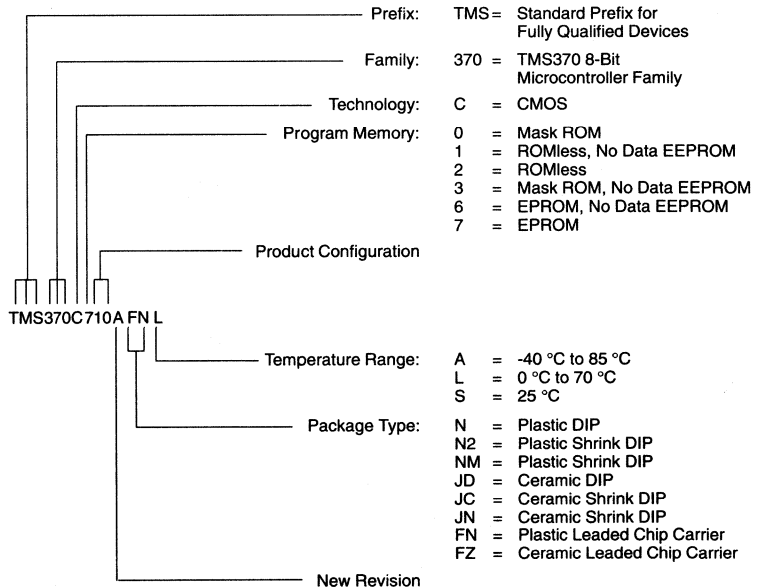 Prefix: TMS = Standard Prefix for
Fully Qualified Devices
Family: 370 = TMS370 8-Bit
Microcontroller Family
Technology: C = CMOS
Program Memory: 0 = Mask ROM
1 = ROMless, No Data EEPROM
2 = ROMless
3 = Mask ROM, No Data EEPROM
6 = EPROM, No Data EEPROM
7 = EPROM
Product Configuration
TMS370C710A FN L
Temperature Range: A = -40 °C to 85 °C
L = 0 °C to 70 °C
S = 25 °C
Package Type: N = Plastic DIP
N2 = Plastic Shrink DIP
NM = Plastic Shrink DIP
JD = Ceramic DIP
JC = Ceramic Shrink DIP
JN = Ceramic Shrink DIP
FN = Plastic Leaded Chip Carrier
FZ = Ceramic Leaded Chip Carrier
New Revision